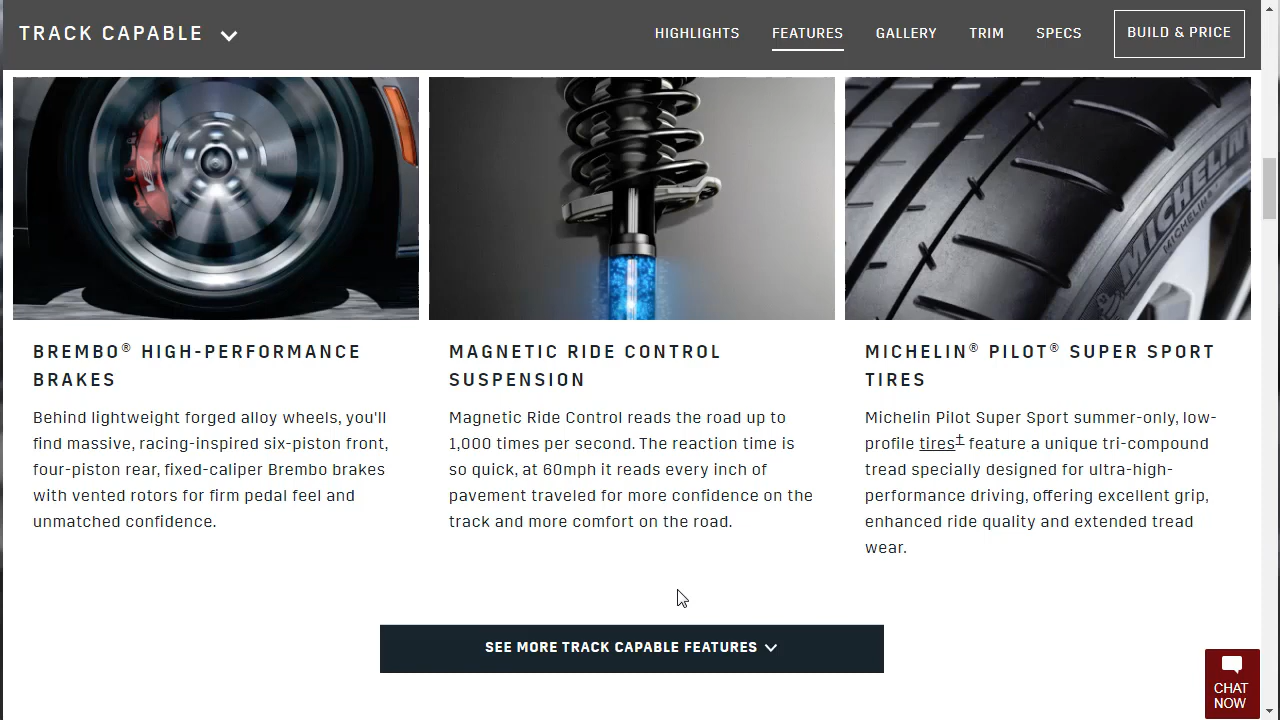 TRACK CAPABLE
HIGHLIGHTS
FEATURES
GALLERY
TRIM
SPECS
BUILD & PRICE
MICHELIN
MICHELIN
BREMBO® HIGH-PERFORMANCE
BRAKES
Behind lightweight forged alloy wheels, you'll
find massive, racing-inspired six-piston front,
four-piston rear, fixed-caliper Brembo brakes
with vented rotors for firm pedal feel and
unmatched confidence.
MAGNETIC RIDE CONTROL
SUSPENSION
Magnetic Ride Control reads the road up to
1,000 times per second. The reaction time is
so quick, at 60mph it reads every inch of
pavement traveled for more confidence on the
track and more comfort on the road.
MICHELIN® PILOT® SUPER SPORT
TIRES
Michelin Pilot Super Sport summer-only, low-
profile tires‡ feature a unique tri-compound
tread specially designed for ultra-high-
performance driving, offering excellent grip,
enhanced ride quality and extended tread
wear.
SEE MORE TRACK CAPABLE FEATURES
CHAT
NOW